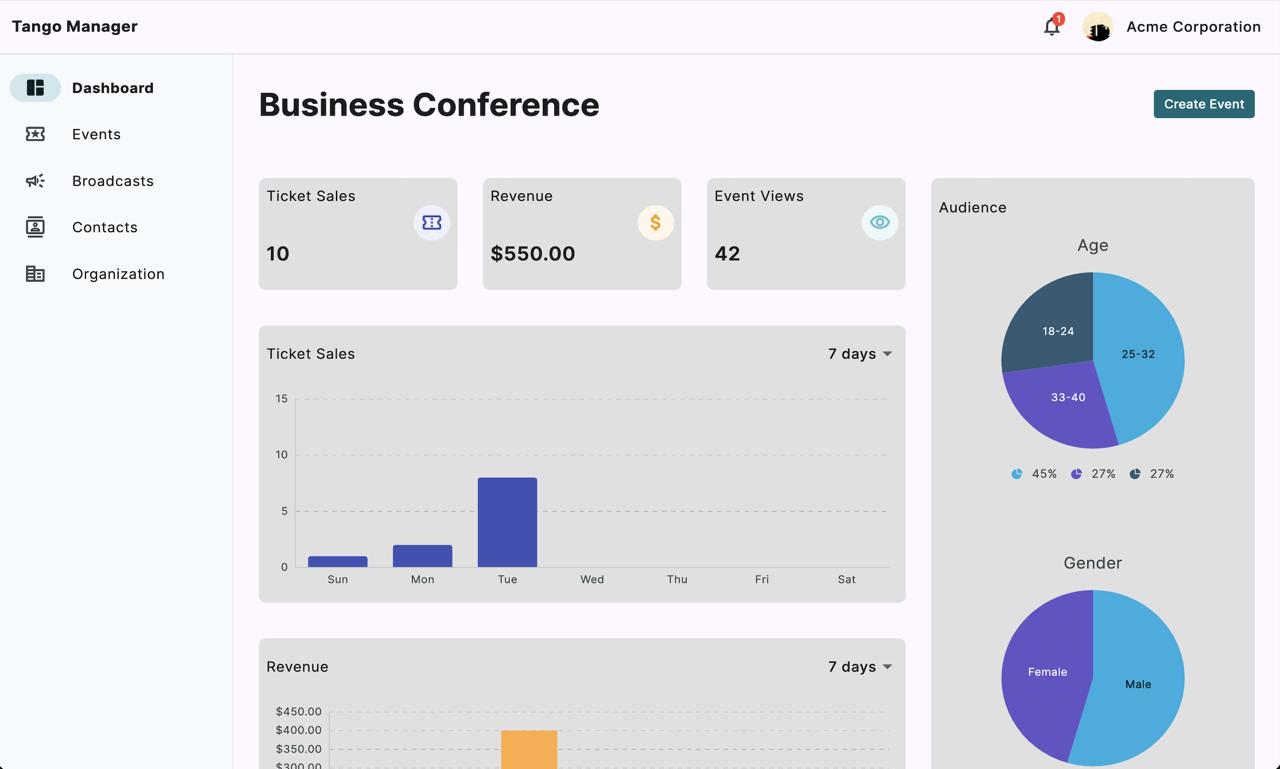 Tango Manager
1
Acme Corporation
Dashboard
Events
Broadcasts
Contacts
Organization
Business Conference
Create Event
Ticket Sales
10
Revenue
$
$550.00
Event Views
42
Ticket Sales
7 days
15
10
5
0
Sun Mon Tue Wed Thu Fri Sat
Revenue
7 days
$450.00
$400.00
$350.00
$300.00
Audience
Age
18-24
25-32
33-40
45% 27% 27%
Gender
Female
Male